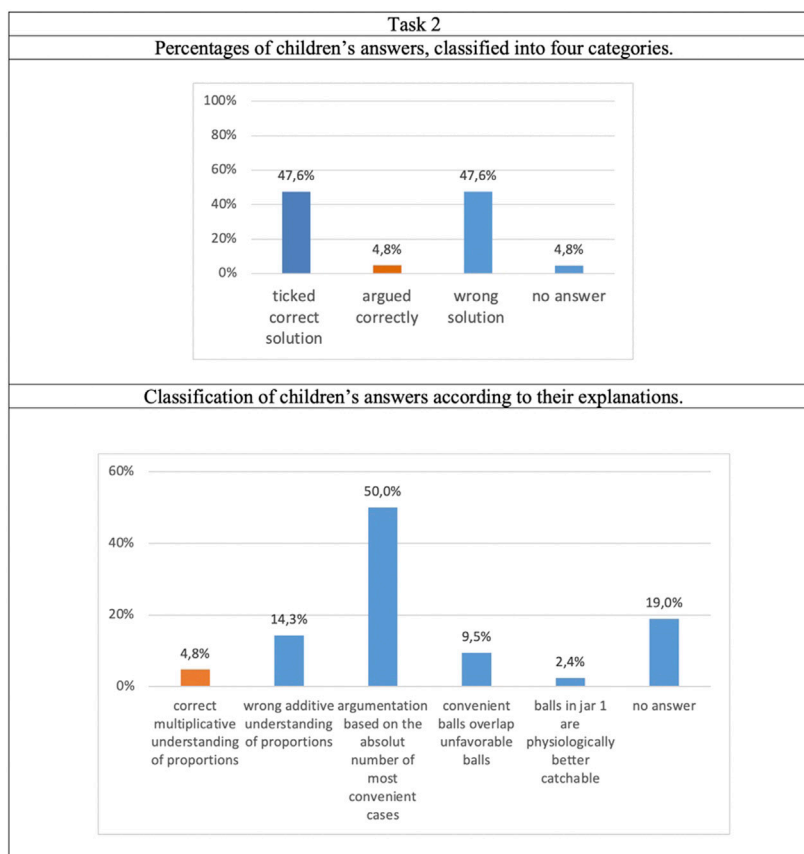 Task 2
Percentages of children's answers, classified into four categories.
100%
80%
60%
40%
20%
0%
47,6%
4,8%
47,6%
4,8%
ticked
correct
solution
argued
correctly
wrong
solution
no answer
Classification of children's answers according to their explanations.
60%
40%
20%
0%
4,8%
14,3%
50,0%
9,5%
2,4%
19,0%
correct
multiplicative
understanding
of proportions
wrong additive
understanding
of proportions
argumentation
based on the
absolut
number of
most
convenient
cases
convenient
balls overlap
unfavorable
balls
balls in jar 1
are
physiologically
better
catchable
no answer